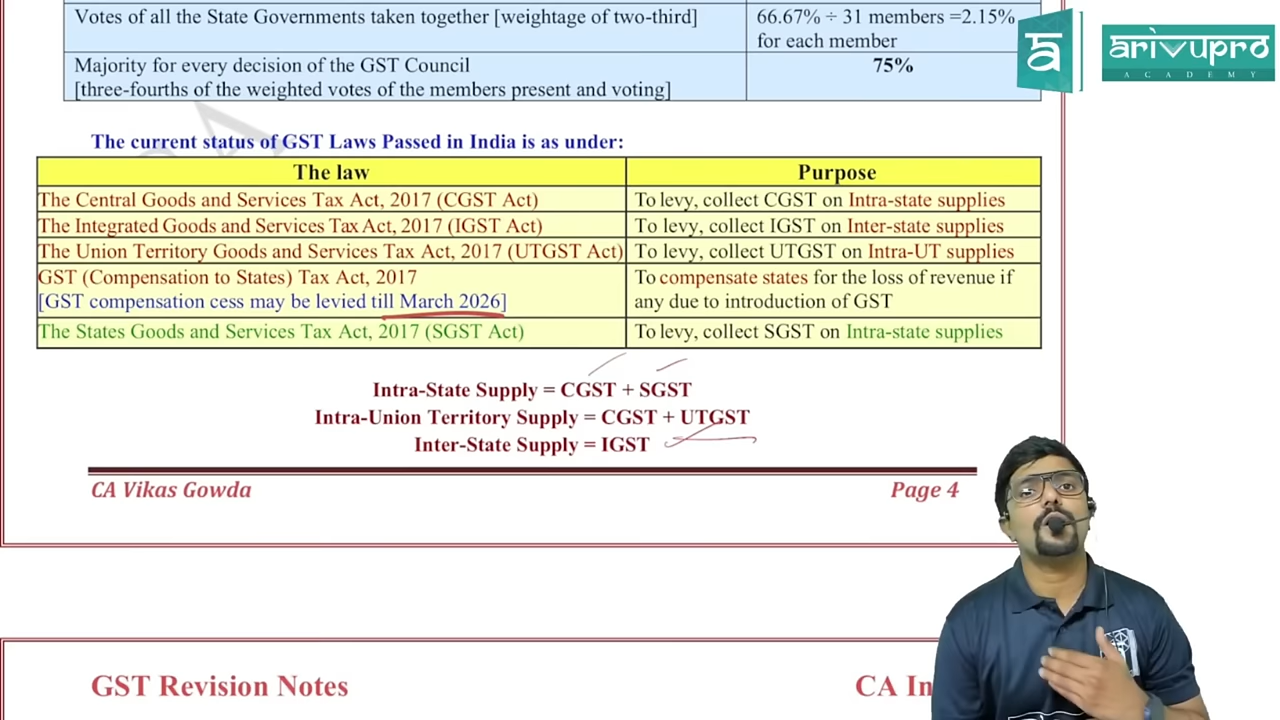 Votes of all the State Governments taken together [weightage of two-third]
66.67% ÷ 31 members =2.15%
for each member
Majority for every decision of the GST Council
[three-fourths of the weighted votes of the members present and voting]
75%
arivupro
ACADEMY
The current status of GST Laws Passed in India is as under:
The law
Purpose
The Central Goods and Services Tax Act, 2017 (CGST Act)
To levy, collect CGST on Intra-state supplies
The Integrated Goods and Services Tax Act, 2017 (IGST Act)
To levy, collect IGST on Inter-state supplies
The Union Territory Goods and Services Tax Act, 2017 (UTGST Act)
To levy, collect UTGST on Intra-UT supplies
GST (Compensation to States) Tax Act, 2017
[GST compensation cess may be levied till March 2026]
To compensate states for the loss of revenue if
any due to introduction of GST
The States Goods and Services Tax Act, 2017 (SGST Act)
To levy, collect SGST on Intra-state supplies
Intra-State Supply = CGST + SGST
Intra-Union Territory Supply = CGST + UTGST
Inter-State Supply = IGST
CA Vikas Gowda
Page 4
GST Revision Notes
CA In